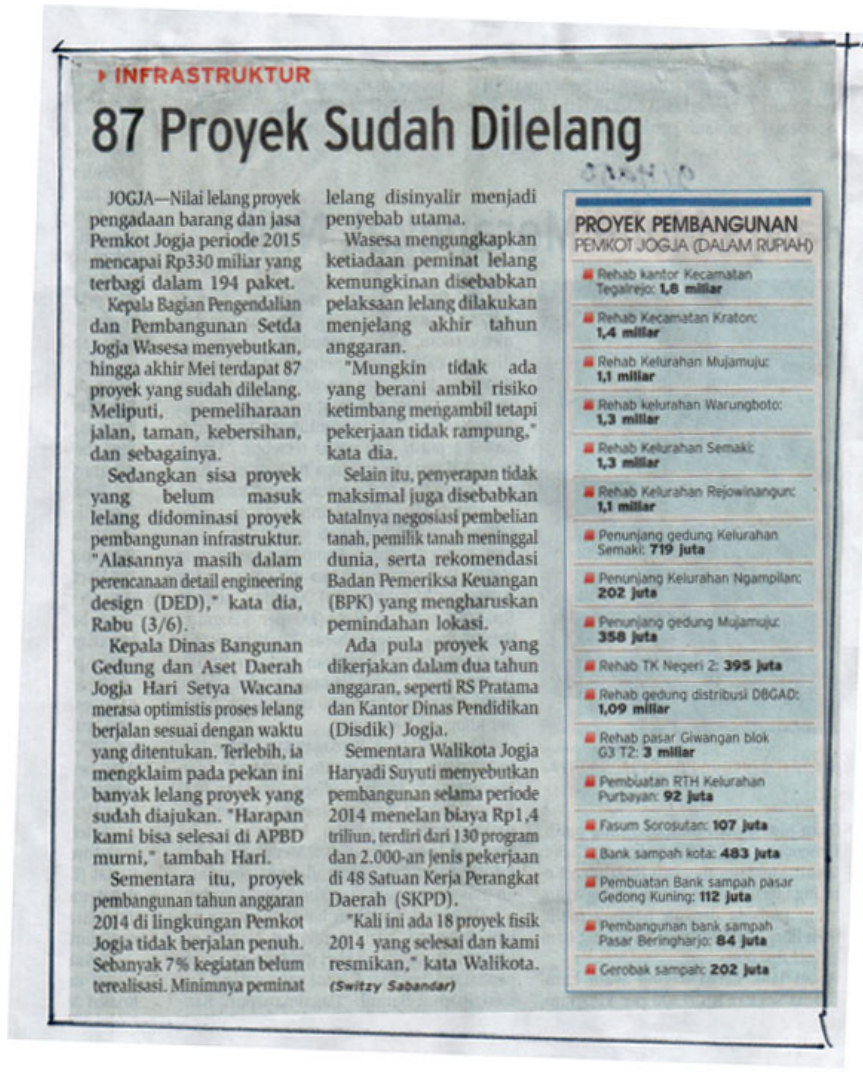 INFRASTRUKTUR
87 Proyek Sudah Dilelang
JOGJA—Nilai lelang proyek
pengadaan barang dan jasa
Pemkot Jogja periode 2015
mencapai Rp330 miliar yang
terbagi dalam 194 paket.
Kepala Bagian Pengendalian
dan Pembangunan Setda
Jogja Wasesa menyebutkan,
hingga akhir Mei terdapat 87
proyek yang sudah dilelang.
Meliputi, pemeliharaan
jalan, taman, kebersihan,
dan sebagainya.
Sedangkan sisa proyek
yang belum masuk
lelang didominasi proyek
pembangunan infrastruktur.
"Alasannya masih dalam
perencanaan detail engineering
design (DED)," kata dia,
Rabu (3/6).
Kepala Dinas Bangunan
Gedung dan Aset Daerah
Jogja Hari Setya Wacana
merasa optimistis proses lelang
berjalan sesuai dengan waktu
yang ditentukan. Terlebih, ia
mengklaim pada pekan ini
banyak lelang proyek yang
sudah diajukan. "Harapan
kami bisa selesai di APBD
murni," tambah Hari.
Sementara itu, proyek
pembangunan tahun anggaran
2014 di lingkungan Pemkot
Jogja tidak berjalan penuh.
Sebanyak 7% kegiatan belum
terealisasi. Minimnya peminat
lelang disinyalir menjadi
penyebab utama.
Wasesa mengungkapkan
ketiadaan peminat lelang
kemungkinan disebabkan
pelaksaan lelang dilakukan
menjelang akhir tahun
anggaran.
"Mungkin tidak ada
yang berani ambil risiko
ketimbang mengambil tetapi
pekerjaan tidak rampung,"
kata dia.
Selain itu, penyerapan tidak
maksimal juga disebabkan
batalnya negosiasi pembelian
tanah, pemilik tanah meninggal
dunia, serta rekomendasi
Badan Pemeriksa Keuangan
(BPK) yang mengharuskan
pemindahan lokasi.
Ada pula proyek yang
dikerjakan dalam dua tahun
anggaran, seperti RS Pratama
dan Kantor Dinas Pendidikan
(Disdik) Jogja.
Sementara Walikota Jogja
Haryadi Suyuti menyebutkan
pembangunan selama periode
2014 menelan biaya Rp1,4
triliun, terdiri dari 130 program
dan 2.000-an jenis pekerjaan
di 48 Satuan Kerja Perangkat
Daerah (SKPD).
"Kali ini ada 18 proyek fisik
2014 yang selesai dan kami
resmikan," kata Walikota.
(Switzy Sabandar)
PROYEK PEMBANGUNAN
PEMKOT JOGJA (DALAM RUPIAH)
Rehab kantor Kecamatan
Tegalrejo: 1,8 miliar
Rehab Kecamatan Kraton:
1,4 miliar
Rehab Kelurahan Mujamuju:
1,1 miliar
Rehab kelurahan Warungboto:
1,3 miliar
Rehab Kelurahan Semaki:
1,3 miliar
Rehab Kelurahan Rejowinangun:
1,1 miliar
Penunjang gedung Kelurahan
Semaki: 719 juta
Penunjang Kelurahan Ngampilan:
202 juta
Penunjang gedung Mujamuju:
358 juta
Rehab TK Negeri 2: 395 juta
Rehab gedung distribusi DBGAD:
1,09 miliar
Rehab pasar Giwangan blok
G3 T2: 3 miliar
Pembuatan RTH Kelurahan
Purbayan: 92 juta
Fasum Sorosutan: 107 juta
Bank sampah kota: 483 juta
Pembuatan Bank sampah pasar
Gedong Kuning: 112 juta
Pembangunan bank sampah
Pasar Beringharjo: 84 juta
Gerobak sampah: 202 juta